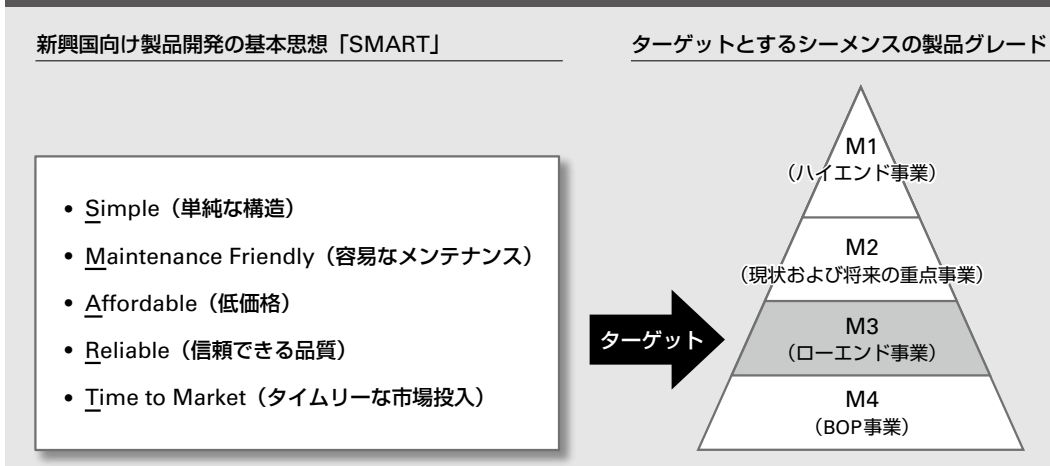 新興国向け製品開発の基本思想「SMART」
• Simple（単純な構造）
• Maintenance Friendly（容易なメンテナンス）
• Affordable（低価格）
• Reliable（信頼できる品質）
• Time to Market（タイムリーな市場投入）
ターゲット
ターゲットとするシーメンスの製品グレード
M1
（ハイエンド事業）
M2
（現状および将来の重点事業）
M3
（ローエンド事業）
M4
（BOP事業）